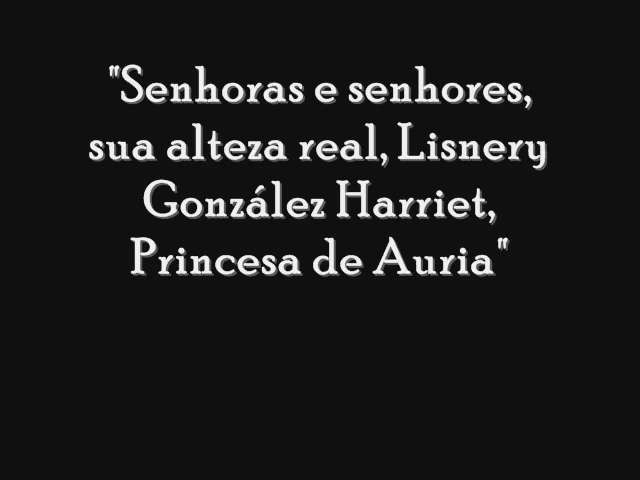 "Senhoras e senhores,
sua alteza real, Lisnery
González Harriet,
Princesa de Auria"